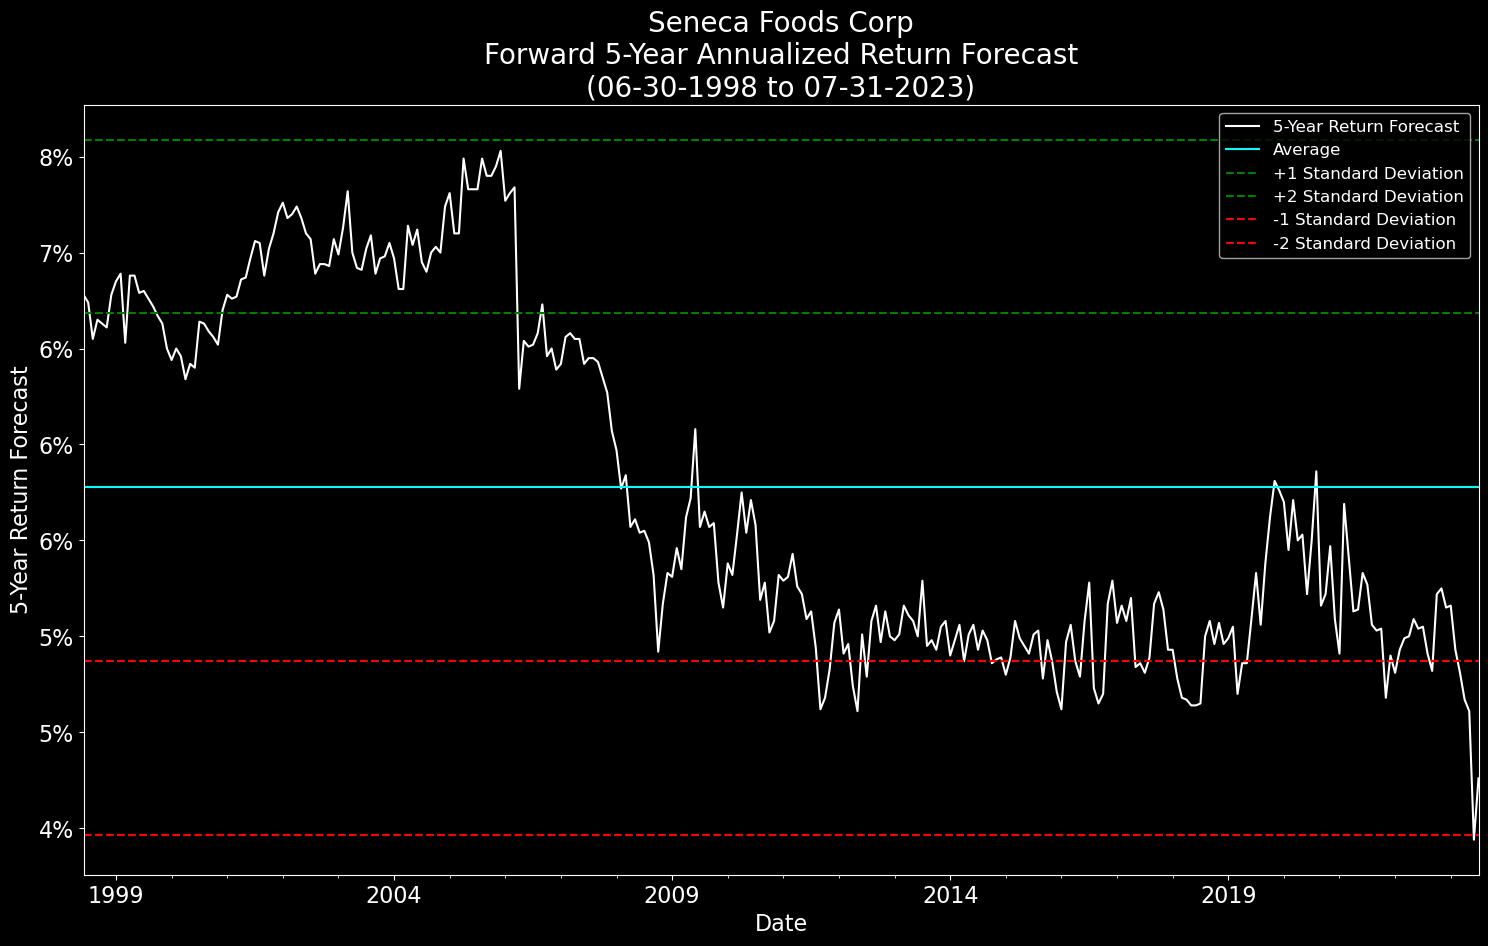 Seneca Foods Corp
Forward 5-Year Annualized Return Forecast
(06-30-1998 to 07-31-2023)
5-Year Return Forecast
Average
+1 Standard Deviation
+2 Standard Deviation
-1 Standard Deviation
-2 Standard Deviation
8%
7%
6%
6%
6%
5%
5%
4%
5-Year Return Forecast
1999
2004
2009
2014
2019
Date